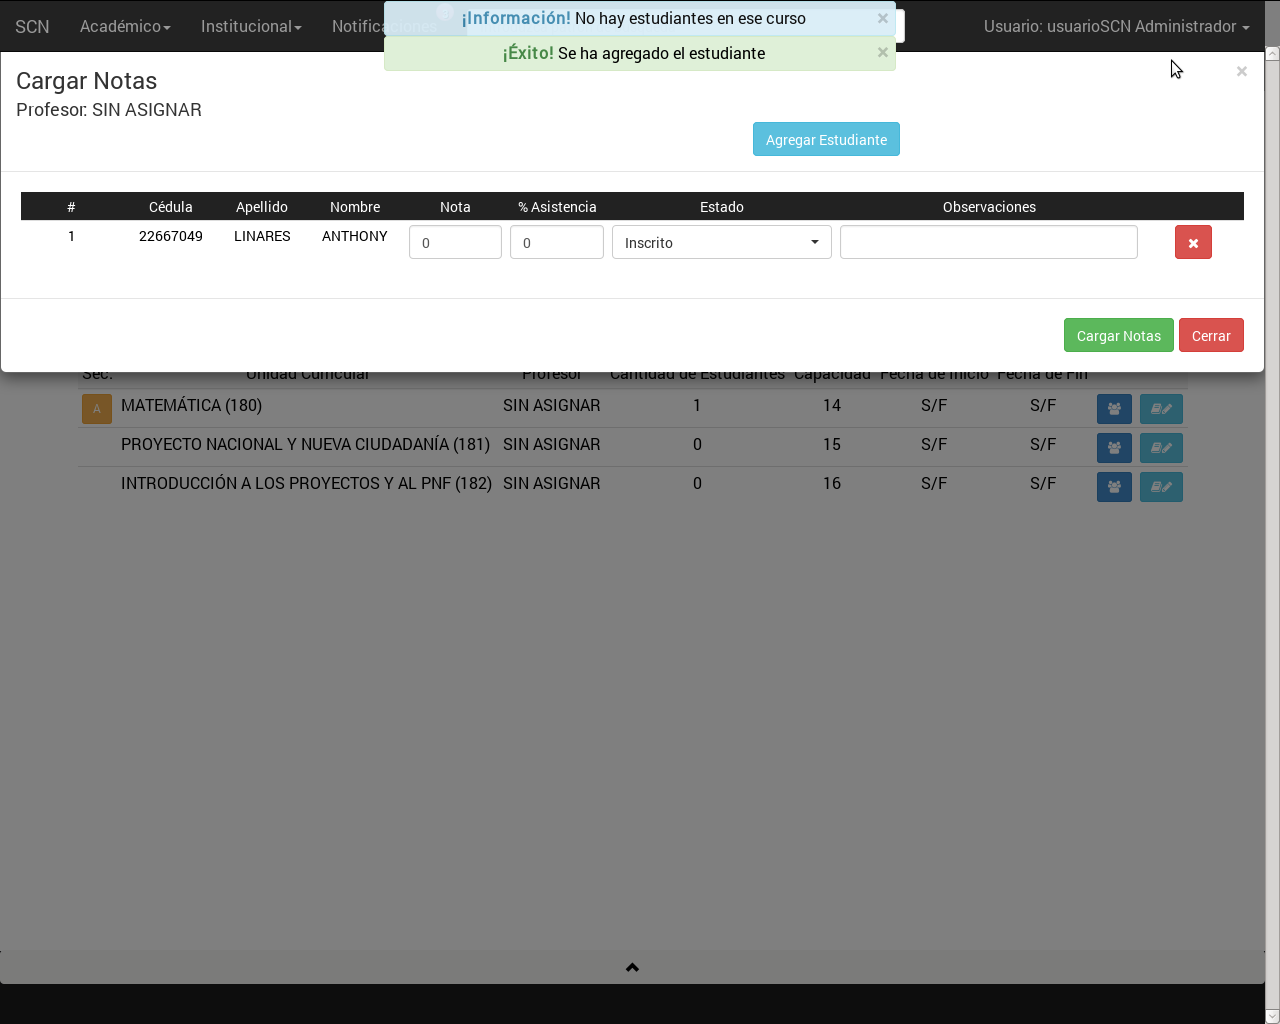 SCN Académico Institucional Notificaciones Usuario: usuarioSCN Administrador
¡Información! No hay estudiantes en ese curso ×
¡Éxito! Se ha agregado el estudiante ×
Cargar Notas ×
Profesor: SIN ASIGNAR
Agregar Estudiante
# Cédula Apellido Nombre Nota % Asistencia Estado Observaciones
1 22667049 LINARES ANTHONY 0 0 Inscrito
Cargar Notas Cerrar
Sec. Unidad Curricular Profesor Cantidad de Estudiantes Capacidad Fecha de Inicio Fecha de Fin
A MATEMÁTICA (180) SIN ASIGNAR 1 14 S/F S/F
PROYECTO NACIONAL Y NUEVA CIUDADANÍA (181) SIN ASIGNAR 0 15 S/F S/F
INTRODUCCIÓN A LOS PROYECTOS Y AL PNF (182) SIN ASIGNAR 0 16 S/F S/F